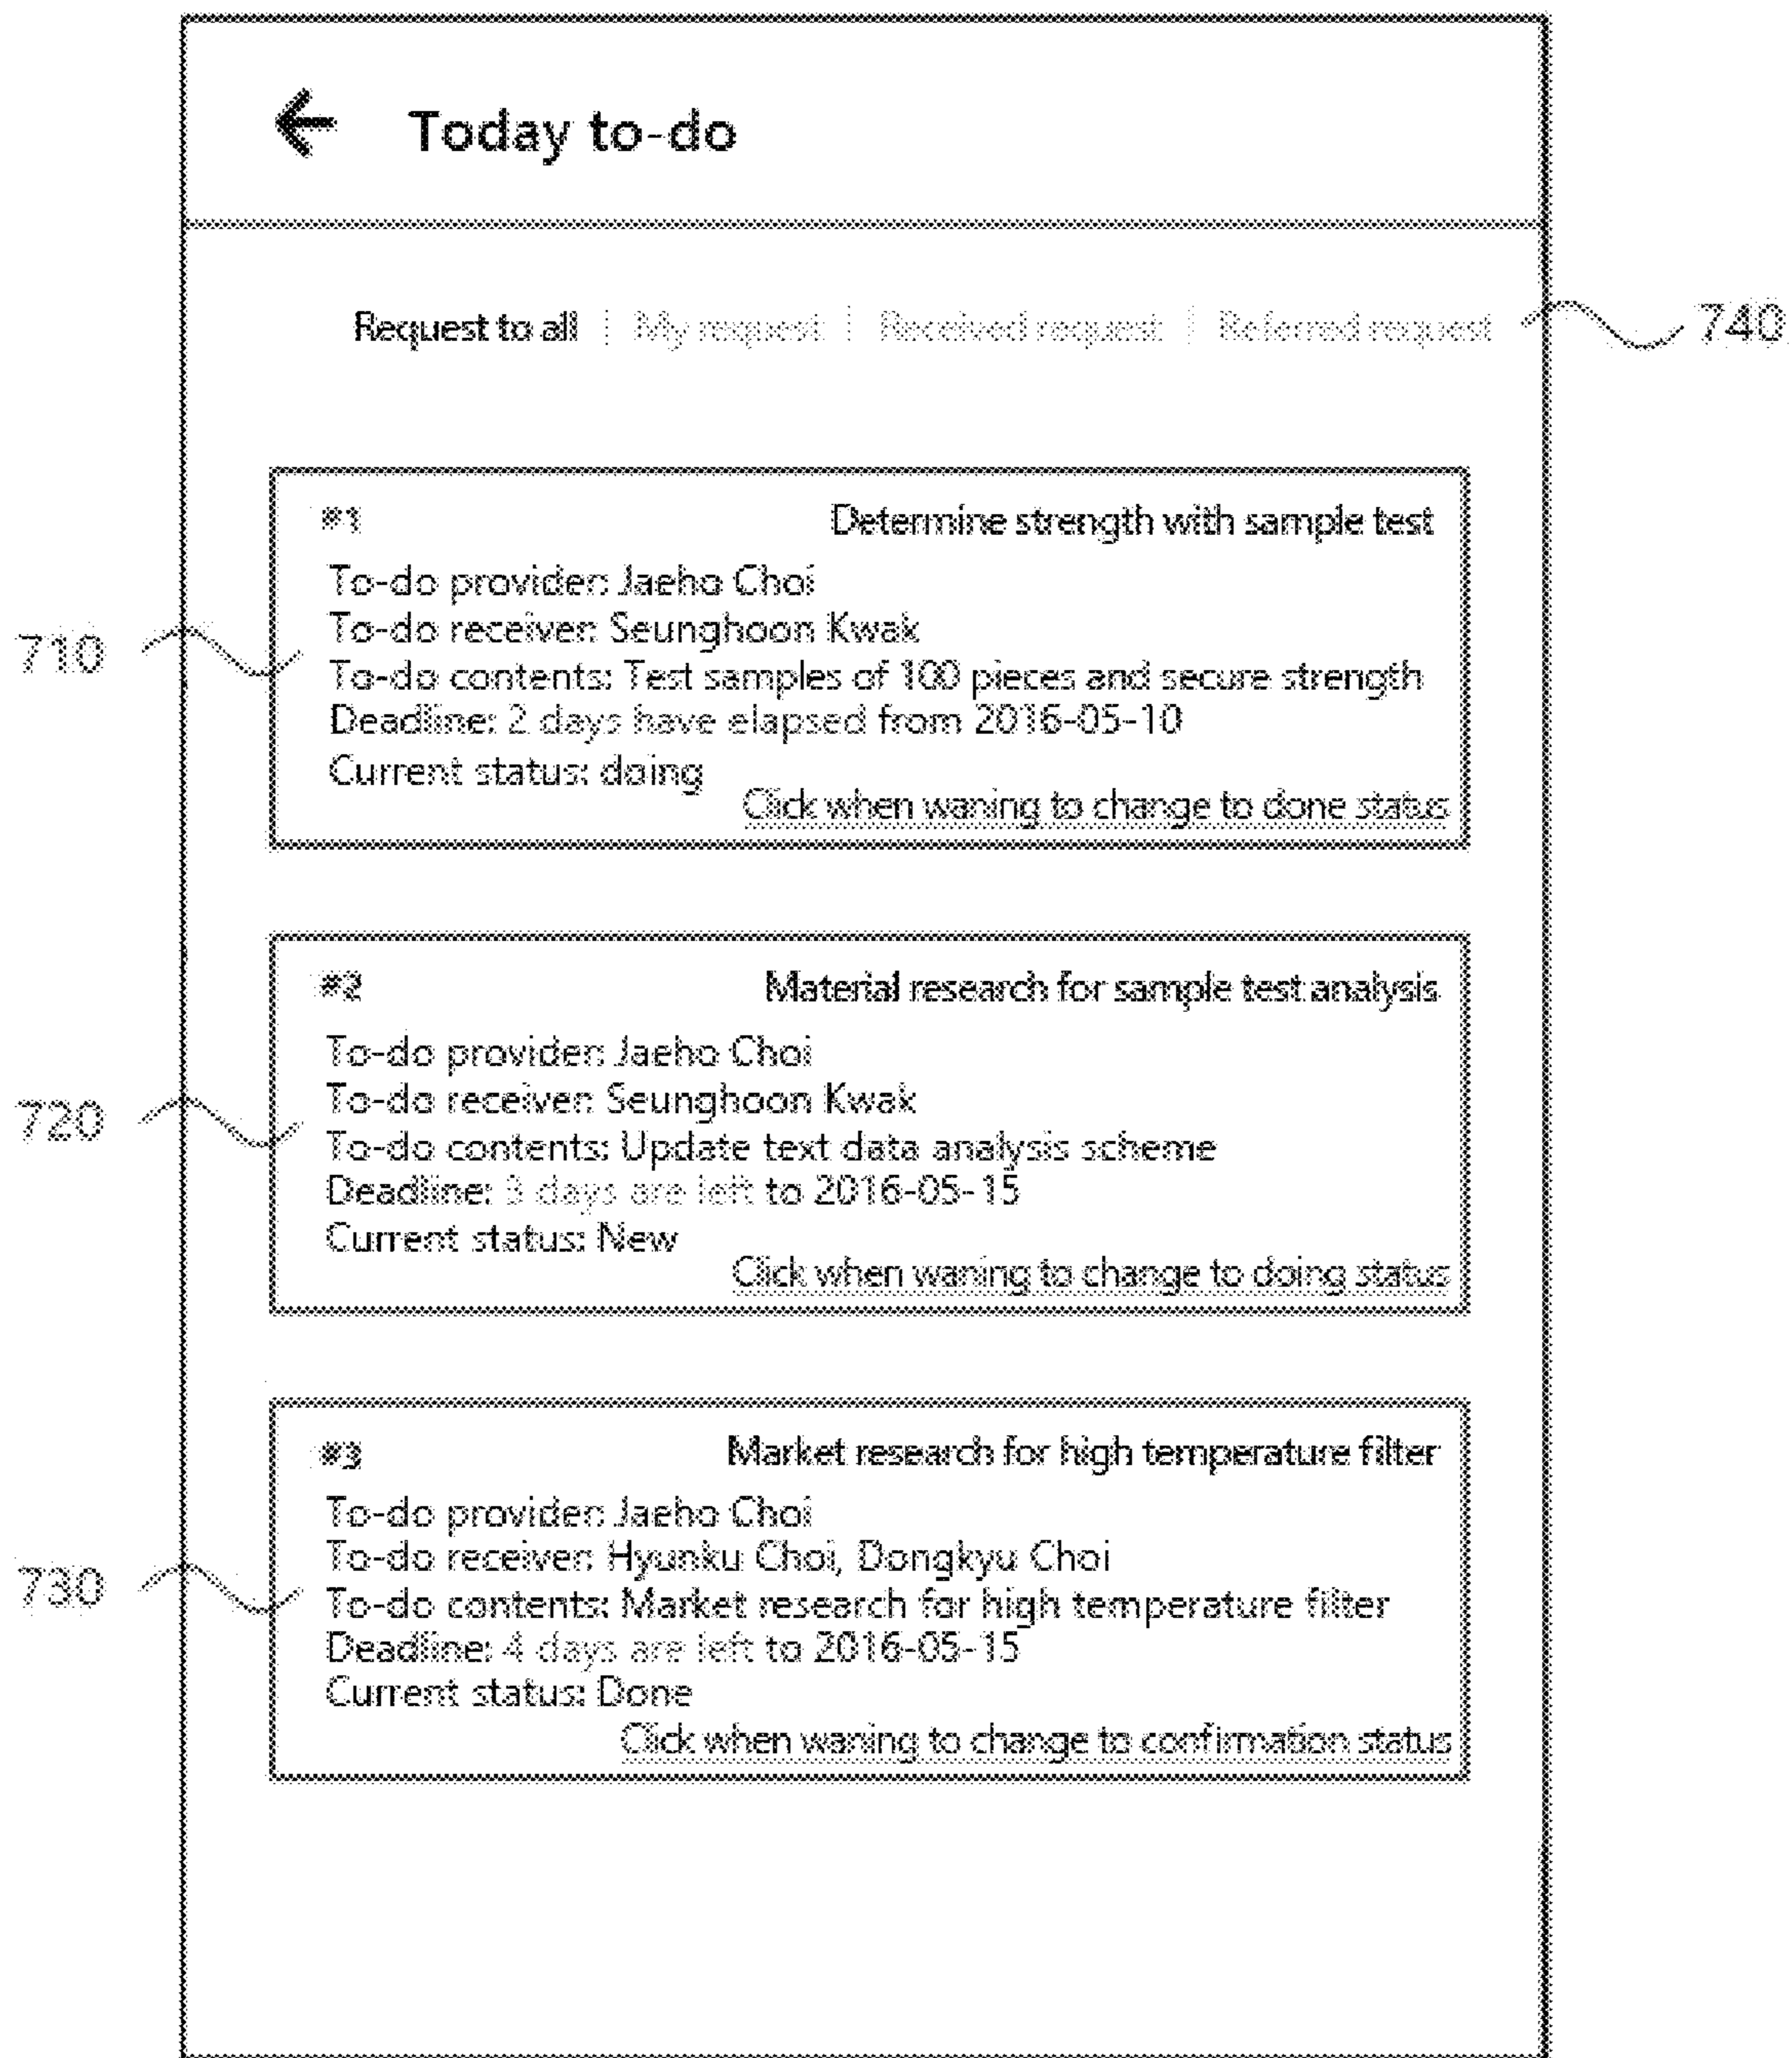 ← Today to-do
Request to all | My request | Received request | Referred request
740
#1 Determine strength with sample test
To-do provider: Jaeho Choi
To-do receiver: Seunghoon Kwak
710
To-do contents: Test samples of 100 pieces and secure strength
Deadline: 2 days have elapsed from 2016-05-10
Current status: doing
Click when waning to change to done status
#2 Material research for sample test analysis
To-do provider: Jaeho Choi
To-do receiver: Seunghoon Kwak
720
To-do contents: Update text data analysis scheme
Deadline: 3 days are left to 2016-05-15
Current status: New
Click when waning to change to doing status
#3 Market research for high temperature filter
To-do provider: Jaeho Choi
To-do receiver: Hyunku Choi, Dongkyu Choi
730
To-do contents: Market research for high temperature filter
Deadline: 4 days are left to 2016-05-15
Current status: Done
Click when waning to change to confirmation status